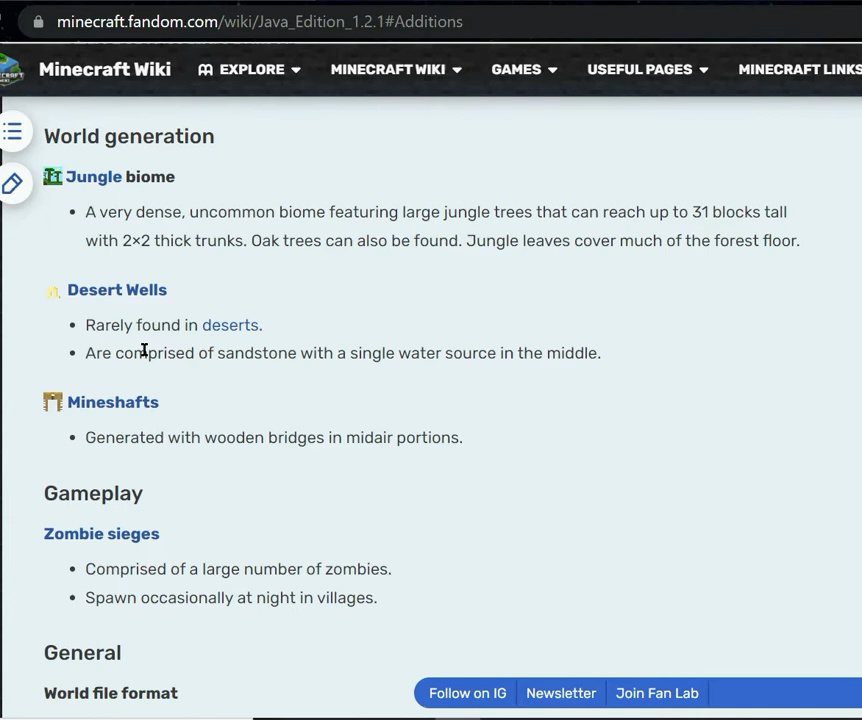 minecraft.fandom.com/wiki/Java_Edition_1.2.1#Additions
Minecraft Wiki EXPLORE MINECRAFT WIKI GAMES USEFUL PAGES MINECRAFT LINKS
World generation
Jungle biome
• A very dense, uncommon biome featuring large jungle trees that can reach up to 31 blocks tall
with 2×2 thick trunks. Oak trees can also be found. Jungle leaves cover much of the forest floor.
Desert Wells
• Rarely found in deserts.
• Are comprised of sandstone with a single water source in the middle.
Mineshafts
• Generated with wooden bridges in midair portions.
Gameplay
Zombie sieges
• Comprised of a large number of zombies.
• Spawn occasionally at night in villages.
General
World file format
Follow on IG Newsletter Join Fan Lab